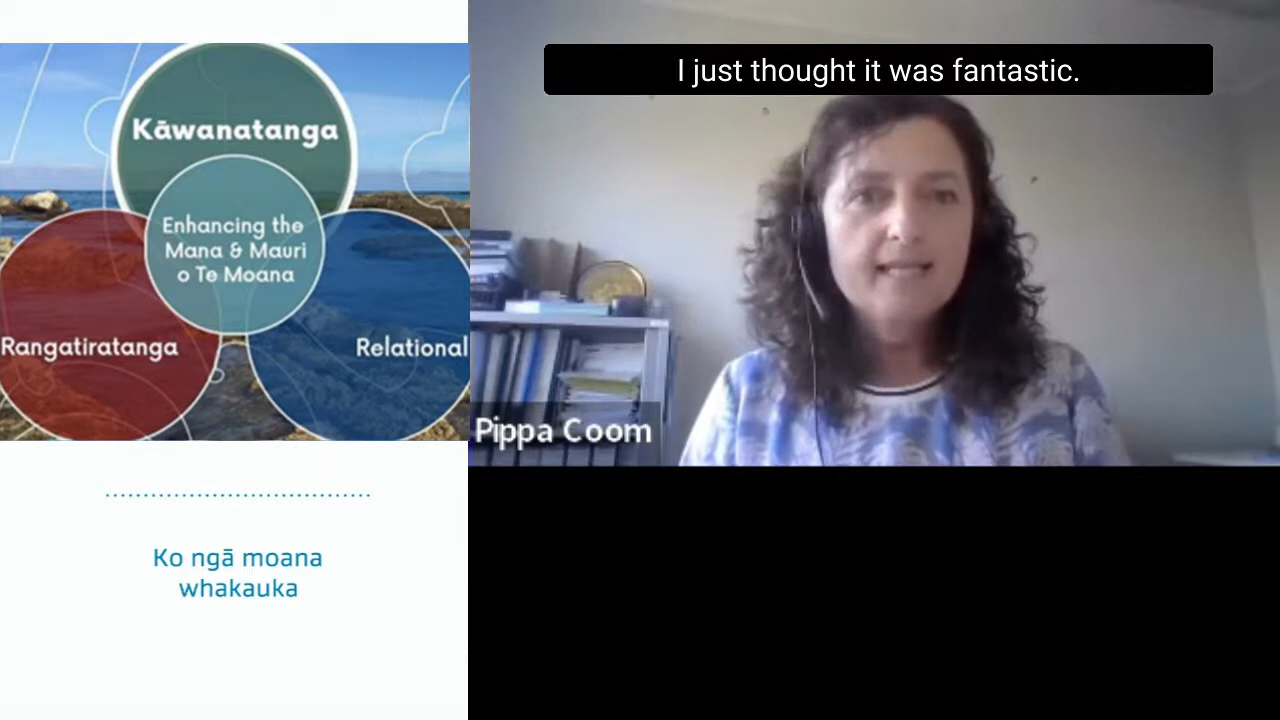 Kāwanatanga
Enhancing the
Mana & Mauri
o Te Moana
Rangatiratanga
Relational
Ko ngā moana
whakauka
I just thought it was fantastic.
Pippa Coom